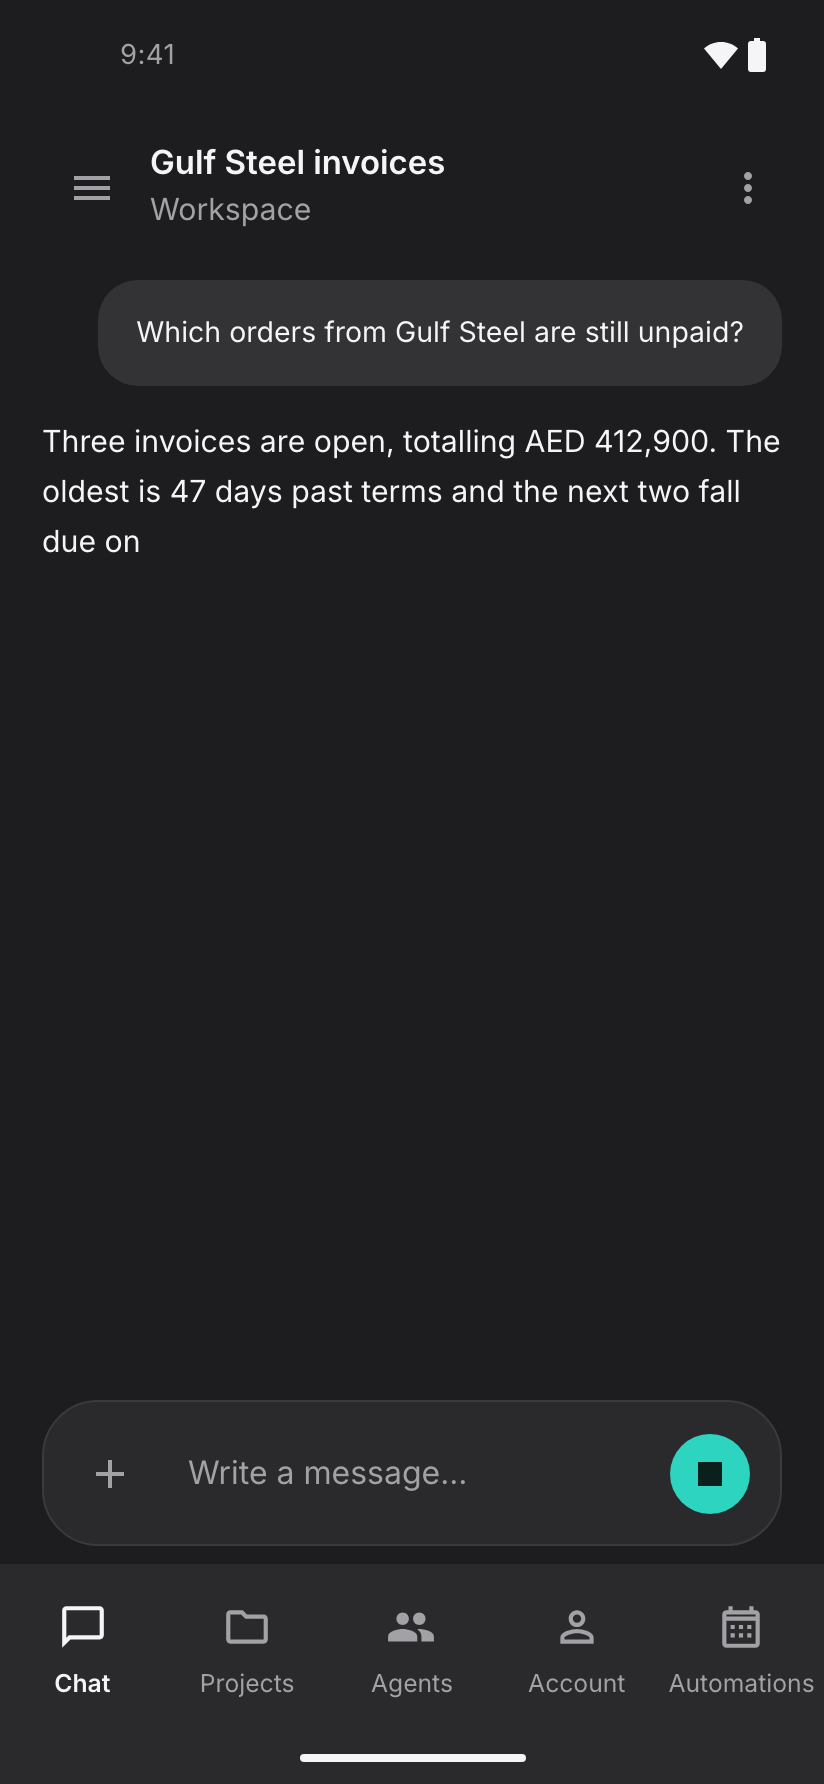 9:41
Gulf Steel invoices
Workspace
Which orders from Gulf Steel are still unpaid?
Three invoices are open, totalling AED 412,900. The
oldest is 47 days past terms and the next two fall
due on
Write a message...
Chat
Projects
Agents
Account
Automations